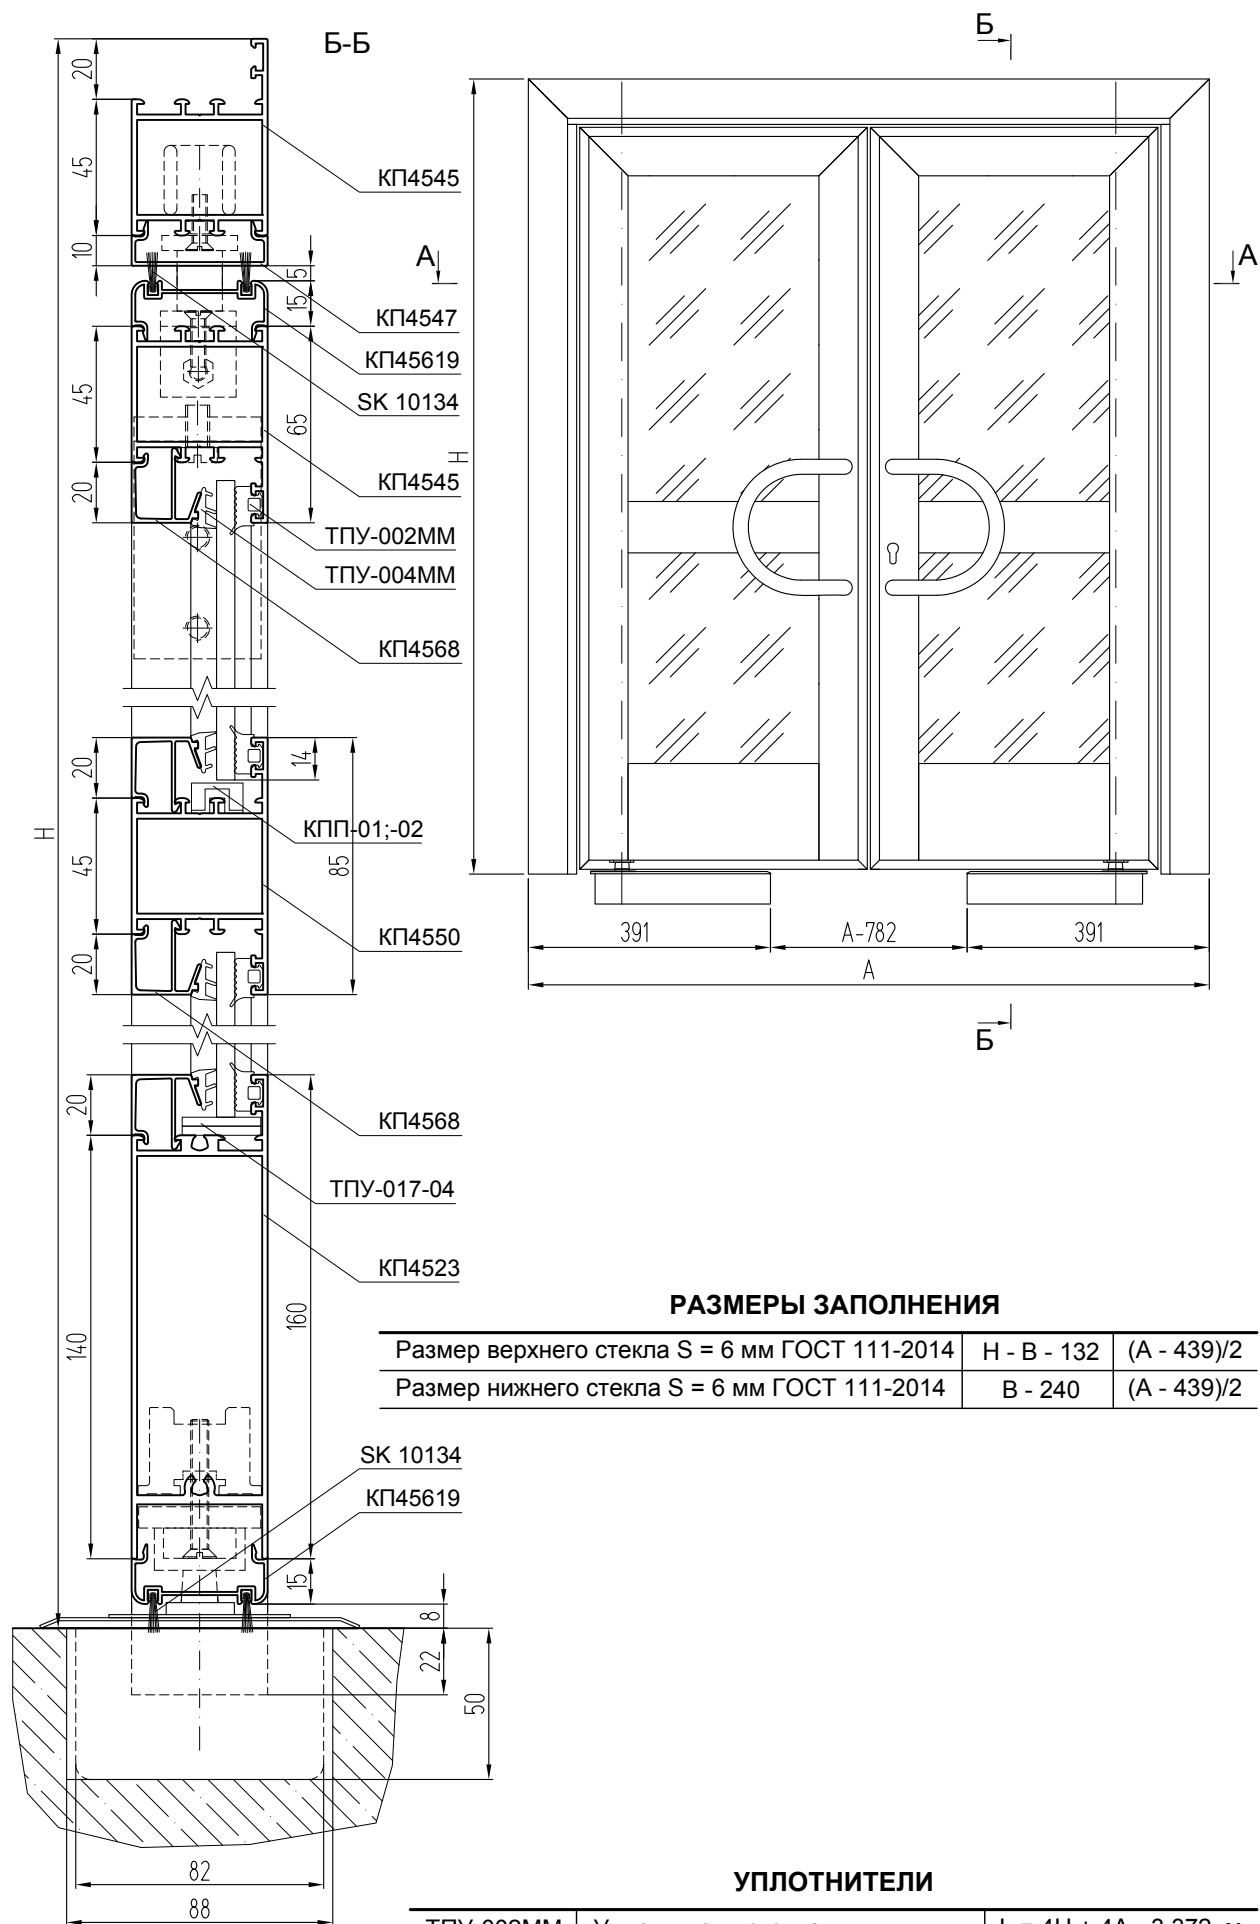 Б-Б
Б
20
45
10
КП4545
5
15
А
А
КП4547
КП45619
SK 10134
45
65
H
КП4545
20
ТПУ-002ММ
ТПУ-004ММ
КП4568
20
14
H
КПП-01;-02
45
85
КП4550
20
391
А-782
391
А
Б
20
КП4568
ТПУ-017-04
КП4523
140
160
РАЗМЕРЫ ЗАПОЛНЕНИЯ
Размер верхнего стекла S = 6 мм ГОСТ 111-2014 H - B - 132 (A - 439)/2
Размер нижнего стекла S = 6 мм ГОСТ 111-2014 B - 240 (A - 439)/2
SK 10134
КП45619
15
8
22
50
82
88
УПЛОТНИТЕЛИ
ТПУ-002ММ